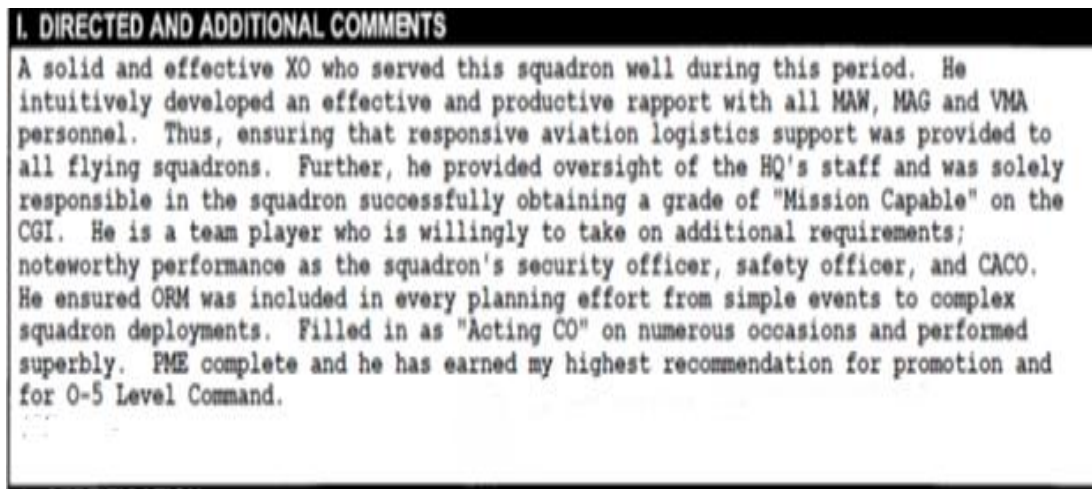 I. DIRECTED AND ADDITIONAL COMMENTS
A solid and effective XO who served this squadron well during this period. He
intuitively developed an effective and productive rapport with all MAW, MAG and VMA
personnel. Thus, ensuring that responsive aviation logistics support was provided to
all flying squadrons. Further, he provided oversight of the HQ's staff and was solely
responsible in the squadron successfully obtaining a grade of "Mission Capable" on the
CGI. He is a team player who is willingly to take on additional requirements;
noteworthy performance as the squadron's security officer, safety officer, and CACO.
He ensured ORM was included in every planning effort from simple events to complex
squadron deployments. Filled in as "Acting CO" on numerous occasions and performed
superbly. PME complete and he has earned my highest recommendation for promotion and
for O-5 Level Command.